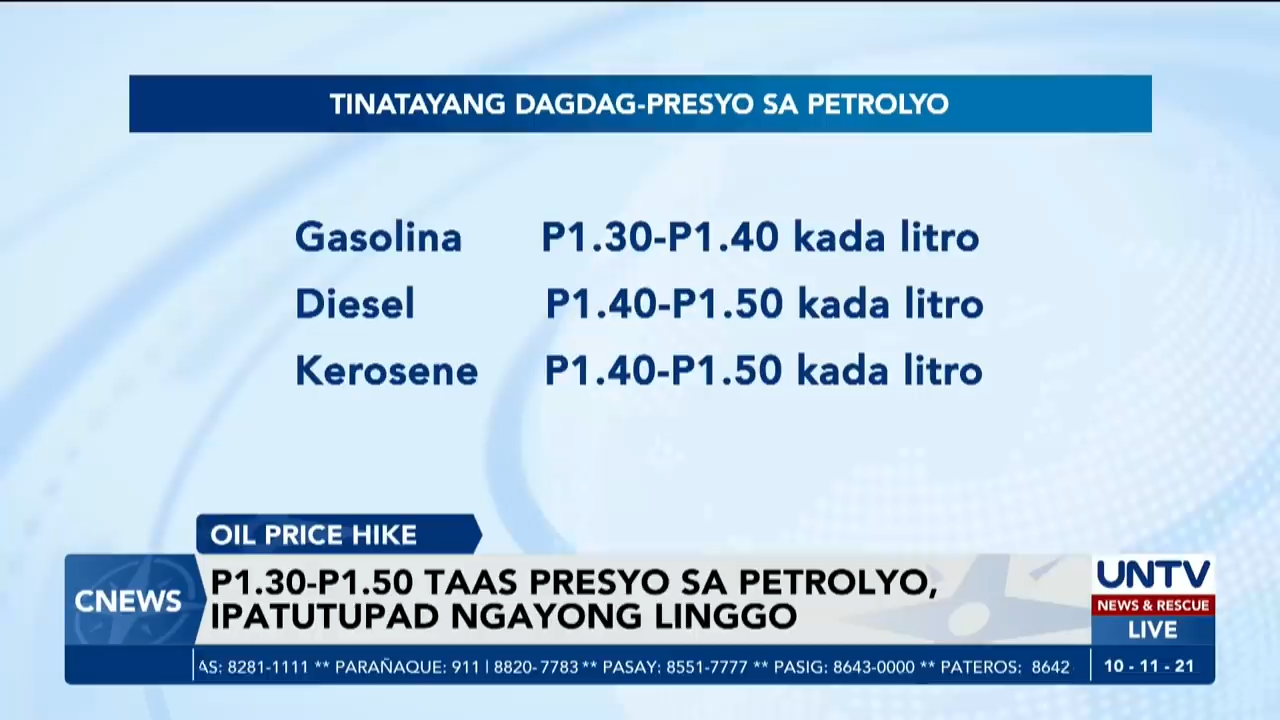 TINATAYANG DAGDAG-PRESYO SA PETROLYO
Gasolina P1.30-P1.40 kada litro
Diesel P1.40-P1.50 kada litro
Kerosene P1.40-P1.50 kada litro
OIL PRICE HIKE
CNEWS
P1.30-P1.50 TAAS PRESYO SA PETROLYO,
IPATUTUPAD NGAYONG LINGGO
UNTV
NEWS & RESCUE
LIVE
AS: 8281-1111 ** PARAÑAQUE: 911 | 8820-7783 ** PASAY: 8551-7777 ** PASIG: 8643-0000 ** PATEROS: 8642
10 - 11 - 21